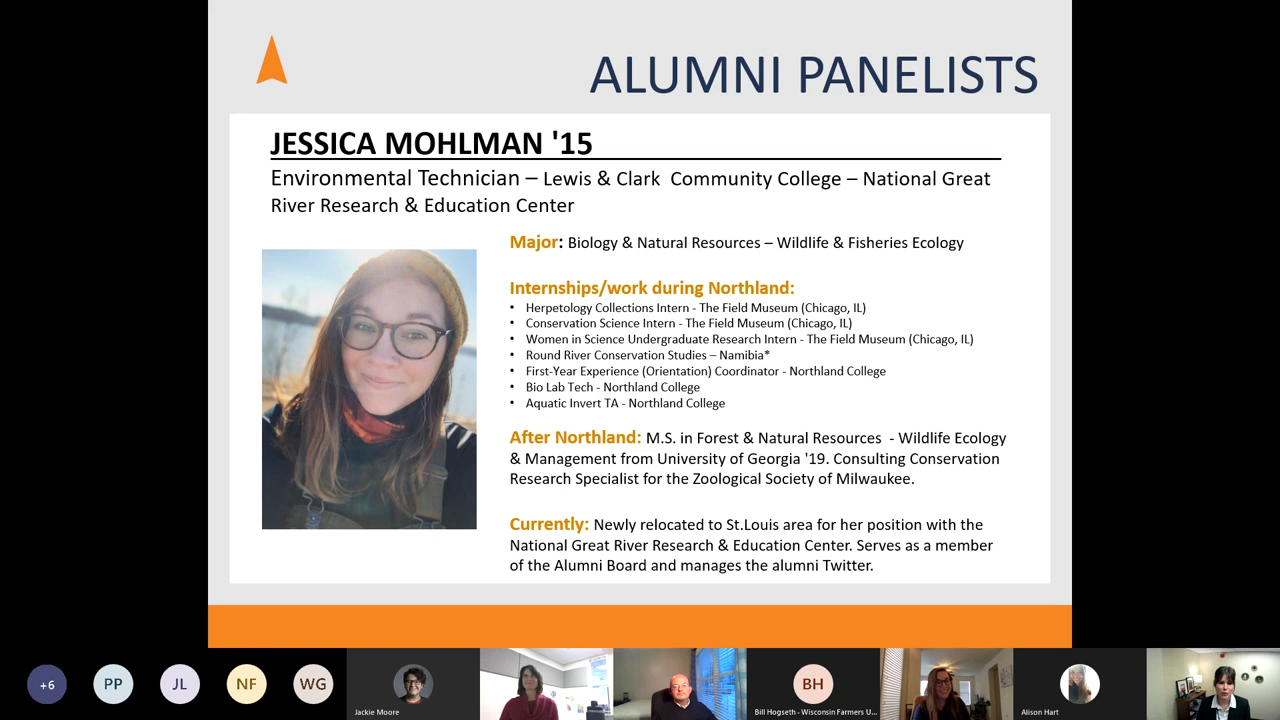 ALUMNI PANELISTS
JESSICA MOHLMAN '15
Environmental Technician – Lewis & Clark Community College – National Great
River Research & Education Center
Major: Biology & Natural Resources – Wildlife & Fisheries Ecology
Internships/work during Northland:
• Herpetology Collections Intern - The Field Museum (Chicago, IL)
• Conservation Science Intern - The Field Museum (Chicago, IL)
• Women in Science Undergraduate Research Intern - The Field Museum (Chicago, IL)
• Round River Conservation Studies – Namibia*
• First-Year Experience (Orientation) Coordinator - Northland College
• Bio Lab Tech - Northland College
• Aquatic Invert TA - Northland College
After Northland: M.S. in Forest & Natural Resources - Wildlife Ecology
& Management from University of Georgia '19. Consulting Conservation
Research Specialist for the Zoological Society of Milwaukee.
Currently: Newly relocated to St.Louis area for her position with the
National Great River Research & Education Center. Serves as a member
of the Alumni Board and manages the alumni Twitter.
+6
PP
JL
NF
WG
Jackie Moore
BH
Bill Hogseth - Wisconsin Farmers U...
Alison Hart